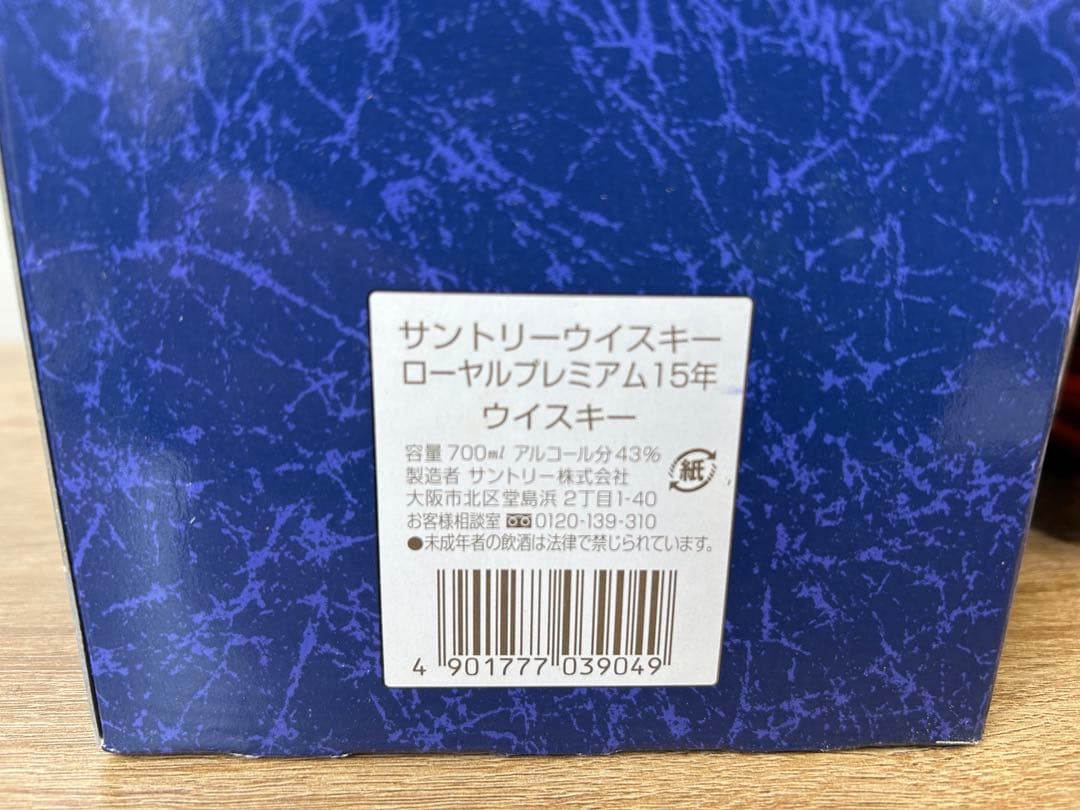 サントリーウイスキー
ローヤルプレミアム15年
ウイスキー
容量 700ml アルコール分 43%
製造者 サントリー株式会社
大阪市北区堂島浜 2丁目1-40
お客様相談室 0120-139-310
●未成年者の飲酒は法律で禁じられています。
紙
4 901777 039049